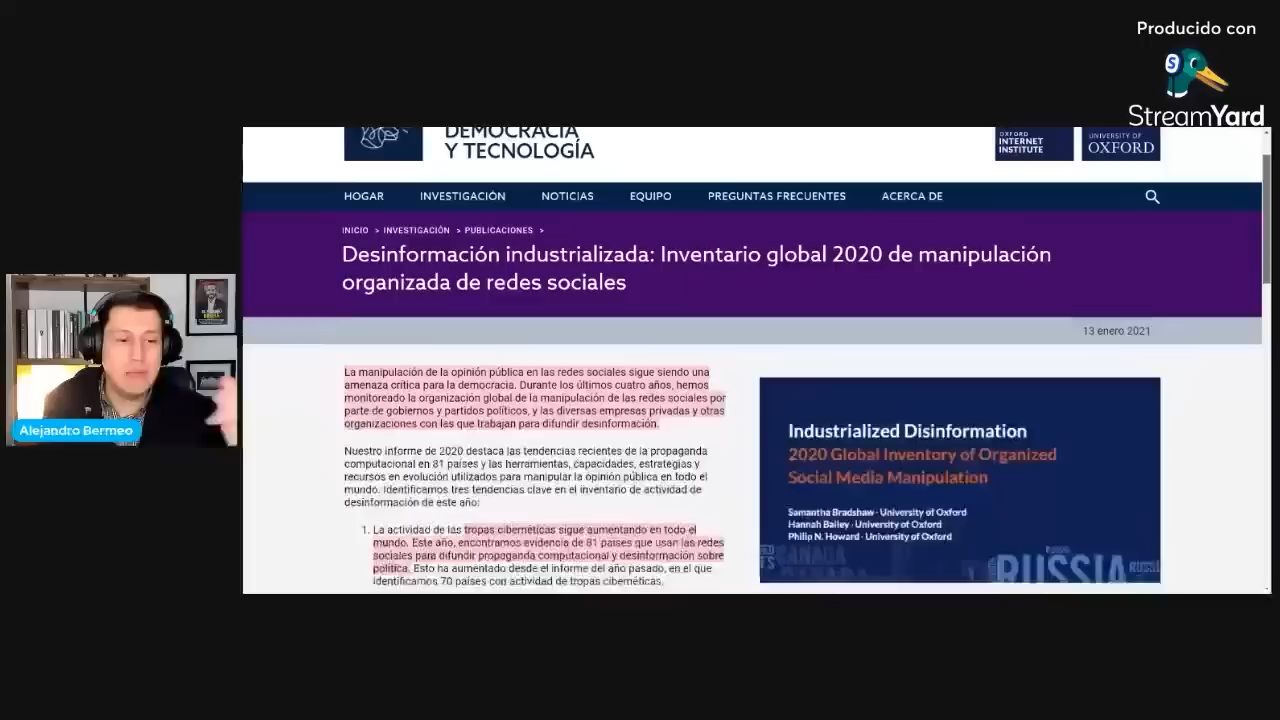 Producido con
StreamYard
DEMOCRACIA
Y TECNOLOGÍA
OXFORD
INTERNET
INSTITUTE
UNIVERSITY OF
OXFORD
HOGAR INVESTIGACIÓN NOTICIAS EQUIPO PREGUNTAS FRECUENTES ACERCA DE
INICIO > INVESTIGACIÓN > PUBLICACIONES >
Desinformación industrializada: Inventario global 2020 de manipulación
organizada de redes sociales
13 enero 2021
La manipulación de la opinión pública en las redes sociales sigue siendo una
amenaza crítica para la democracia. Durante los últimos cuatro años, hemos
monitoreado la organización global de la manipulación de las redes sociales por
parte de gobiernos y partidos políticos, y las diversas empresas privadas y otras
organizaciones con las que trabajan para difundir desinformación.
Nuestro informe de 2020 destaca las tendencias recientes de la propaganda
computacional en 81 países y las herramientas, capacidades, estrategias y
recursos en evolución utilizados para manipular la opinión pública en todo el
mundo. Identificamos tres tendencias clave en el inventario de actividad de
desinformación de este año:
1. La actividad de las tropas cibernéticas sigue aumentando en todo el
mundo. Este año, encontramos evidencia de 81 países que usan las redes
sociales para difundir propaganda computacional y desinformación sobre
política. Esto ha aumentado desde el informe del año pasado, en el que
identificamos 70 países con actividad de tropas cibernéticas.
Industrialized Disinformation
2020 Global Inventory of Organized
Social Media Manipulation
Samantha Bradshaw · University of Oxford
Hannah Bailey · University of Oxford
Philip N. Howard · University of Oxford
CANADA
RUSSIA
Alejandro Bermeo